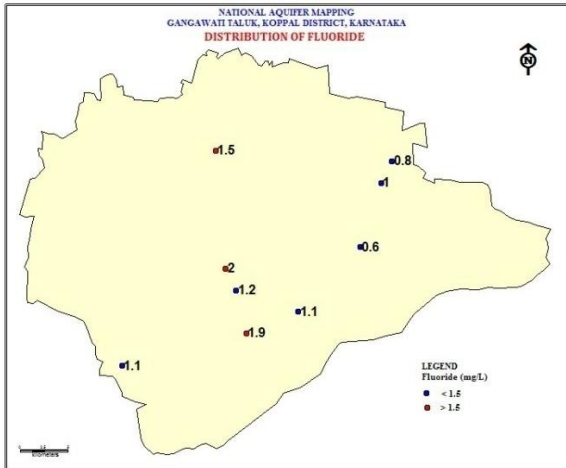 NATIONAL AQUIFER MAPPING
GANGAWATI TALUK, KOPPAL DISTRICT, KARNATAKA
DISTRIBUTION OF FLUORIDE
N
1.5
0.8
1
0.6
2
1.2
1.1
1.9
1.1
LEGEND
Fluoride (mg/L)
< 1.5
> 1.5
kilometers